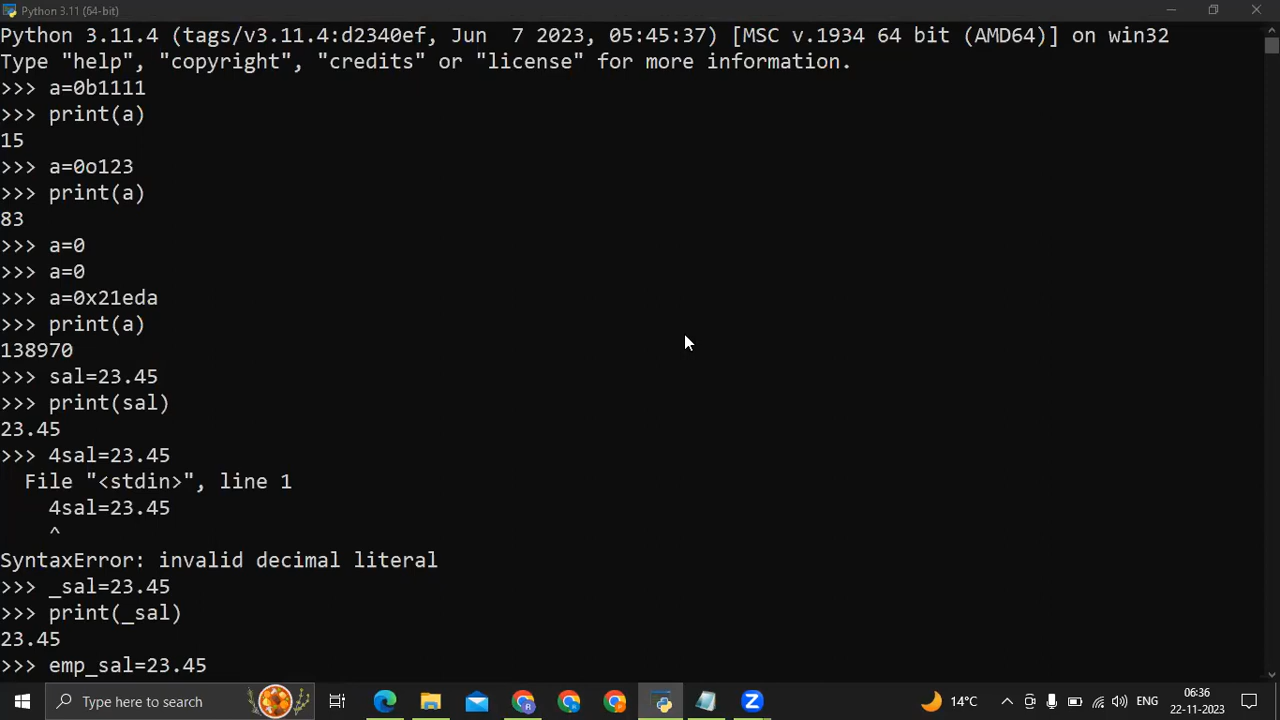 Python 3.11 (64-bit)
Python 3.11.4 (tags/v3.11.4:d2340ef, Jun  7 2023, 05:45:37) [MSC v.1934 64 bit (AMD64)] on win32
Type "help", "copyright", "credits" or "license" for more information.
>>> a=0b1111
>>> print(a)
15
>>> a=0o123
>>> print(a)
83
>>> a=0
>>> a=0
>>> a=0x21eda
>>> print(a)
138970
>>> sal=23.45
>>> print(sal)
23.45
>>> 4sal=23.45
  File "<stdin>", line 1
    4sal=23.45
    ^
SyntaxError: invalid decimal literal
>>> _sal=23.45
>>> print(_sal)
23.45
>>> emp_sal=23.45
Type here to search
14°C
ENG
06:36
22-11-2023